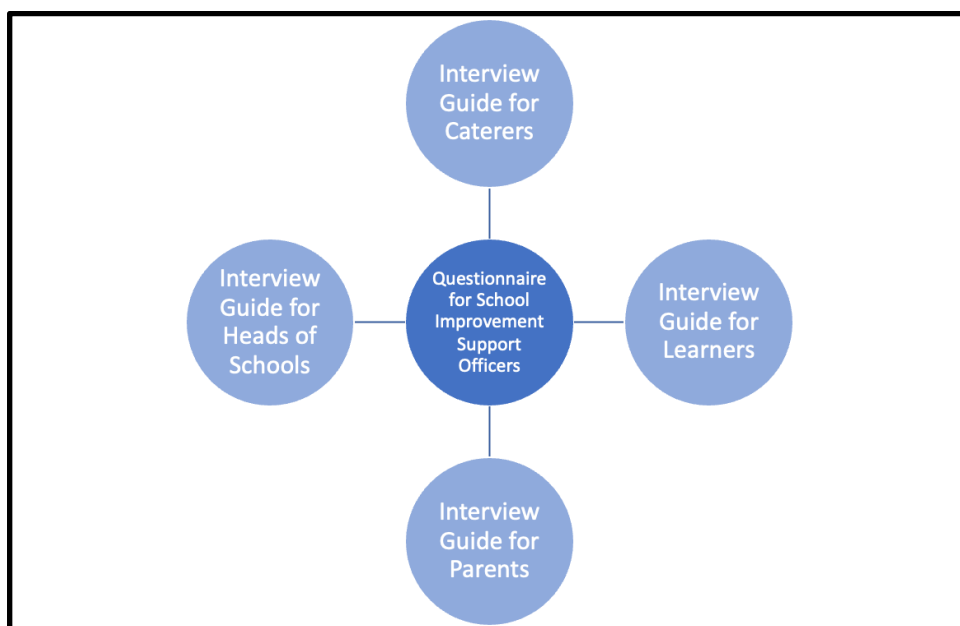 Interview
Guide for
Caterers
Interview
Guide for
Heads of
Schools
Questionnaire
for School
Improvement
Support
Officers
Interview
Guide for
Learners
Interview
Guide for
Parents